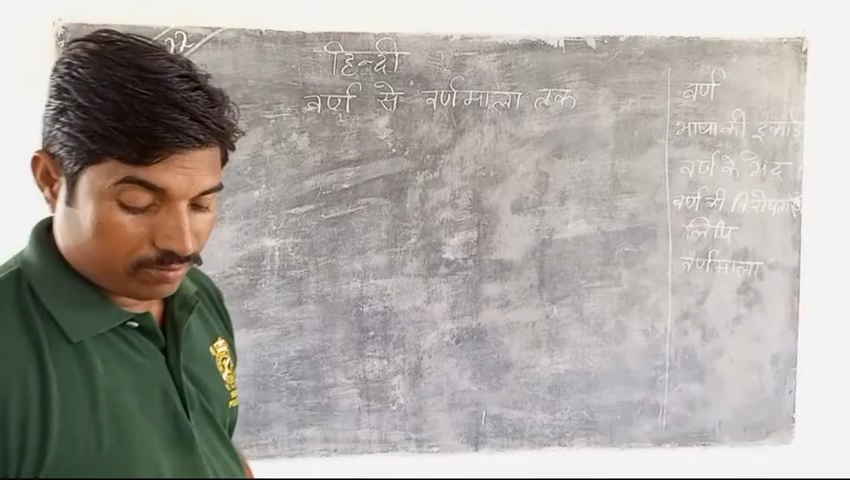 हिन्दी
वर्ण से वर्णमाला तक
वर्ण
भाषा की इकाई
वर्ण के भेद
वर्ण की विशेषताएँ
लिपि
वर्णमाला